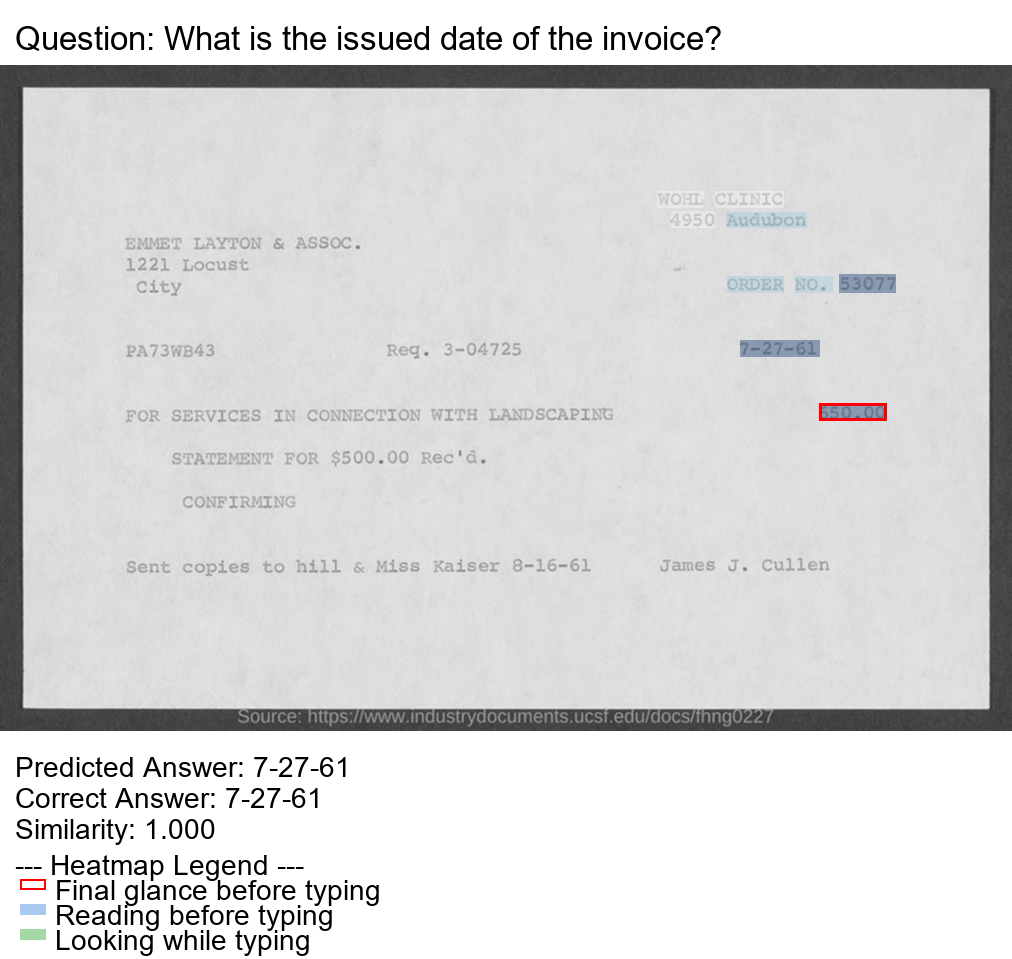 Question: What is the issued date of the invoice?
WOHL CLINIC
4950 Audubon
EMMET LAYTON & ASSOC.
1221 Locust
City
ORDER NO. 53077
PA73WB43 Req. 3-04725 7-27-61
FOR SERVICES IN CONNECTION WITH LANDSCAPING 550.00
STATEMENT FOR $500.00 Rec'd.
CONFIRMING
Sent copies to hill & Miss Kaiser 8-16-61 James J. Cullen
Source: https://www.industrydocuments.ucsf.edu/docs/fhng0227
Predicted Answer: 7-27-61
Correct Answer: 7-27-61
Similarity: 1.000
--- Heatmap Legend ---
Final glance before typing
Reading before typing
Looking while typing